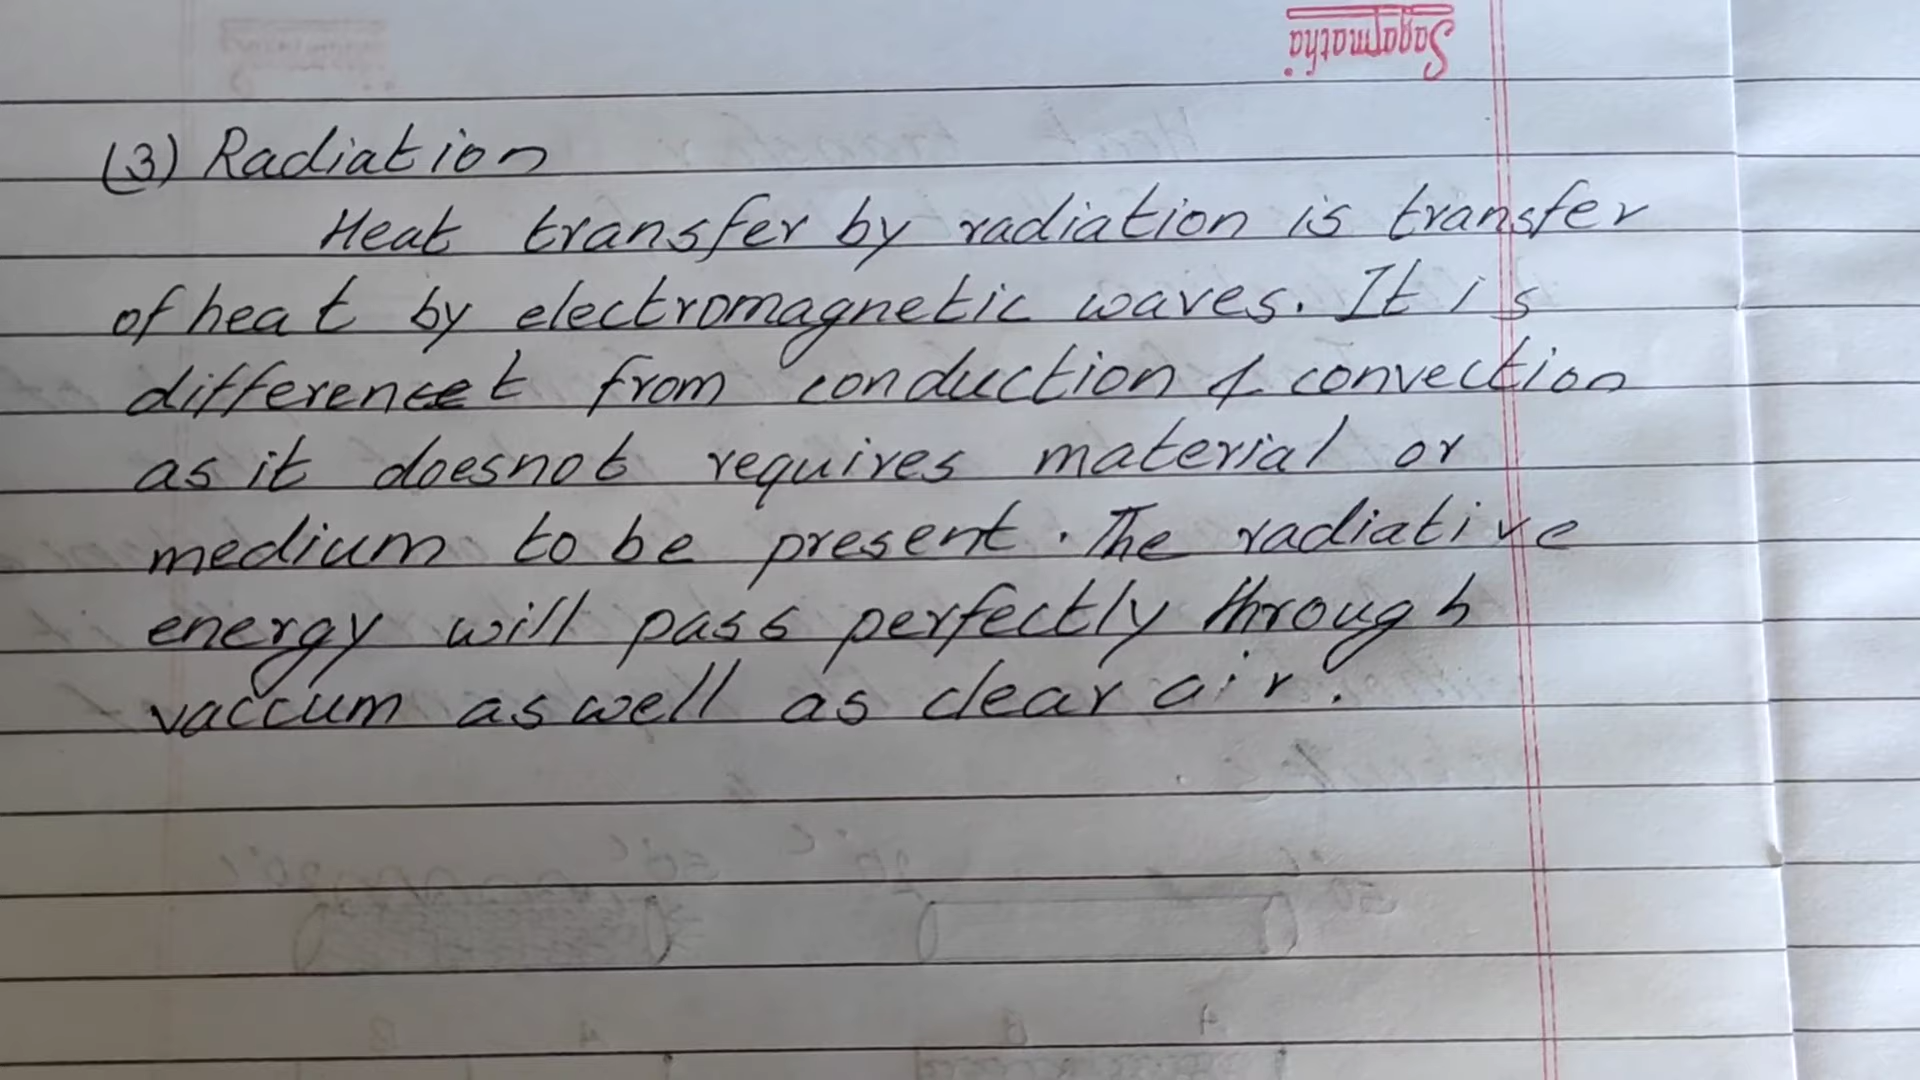 Sagarmatha
(3) Radiation
Heat transfer by radiation is transfer
of heat by electromagnetic waves. It is
differencet from conduction & convection
as it doesnot requires material or
medium to be present. The radiative
energy will pass perfectly through
vaccum as well as clear air.